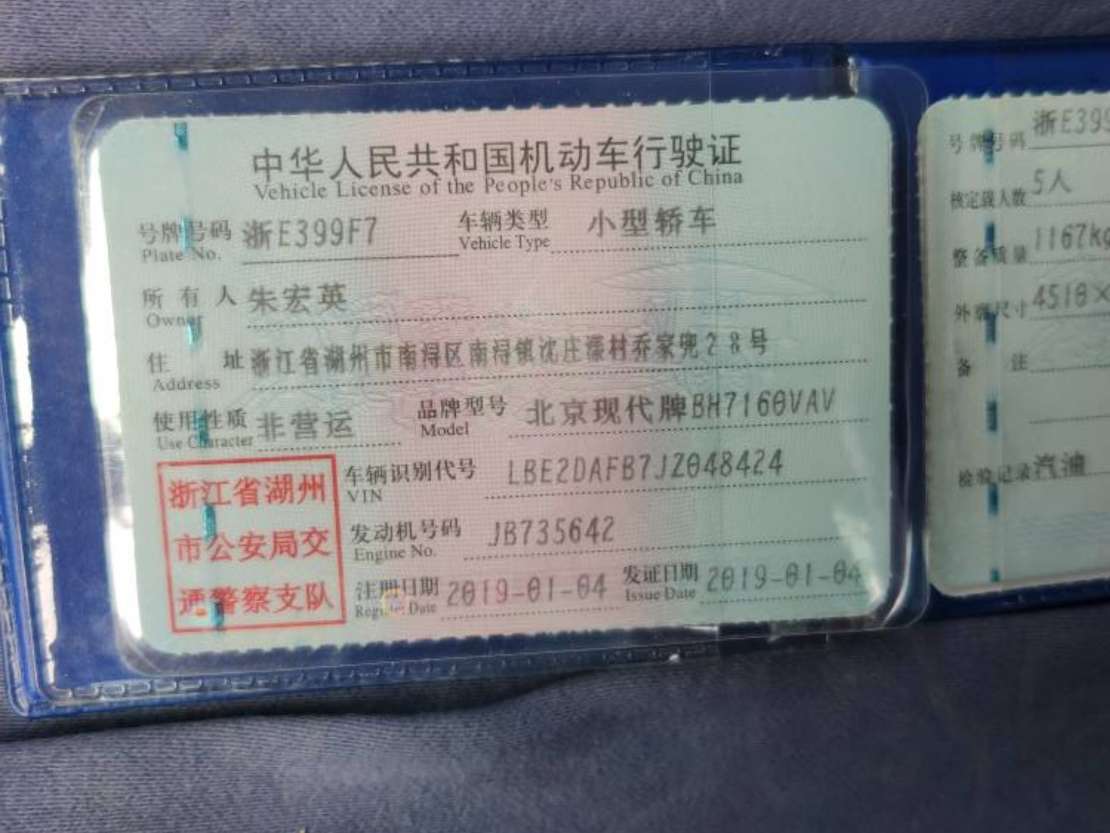 中华人民共和国机动车行驶证
Vehicle License of the People's Republic of China
号牌号码 浙E399F7 车辆类型 小型轿车
Plate No. Vehicle Type
所有人 朱宏英
Owner
住址 浙江省湖州市南浔区南浔镇沈庄漾村乔家兜28号
Address
使用性质 非营运 品牌型号 北京现代牌BH7160VAV
Use Character Model
车辆识别代号 LBE2DAFB7JZ048424
VIN
发动机号码 JB735642
Engine No.
注册日期 2019-01-04 发证日期 2019-01-04
Register Date Issue Date
浙江省湖州
市公安局交
通警察支队
号牌号码 浙E399
核定载人数 5人
整备质量 1167kg
外廓尺寸 4518×
备注
检验记录 汽油